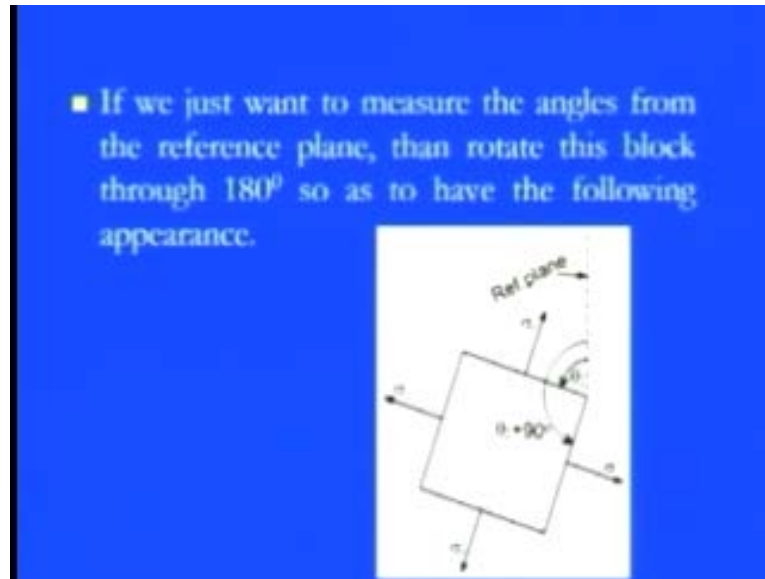 If we just want to measure the angles from
the reference plane, than rotate this block
through 180⁰ so as to have the following
appearance.
Ref plane